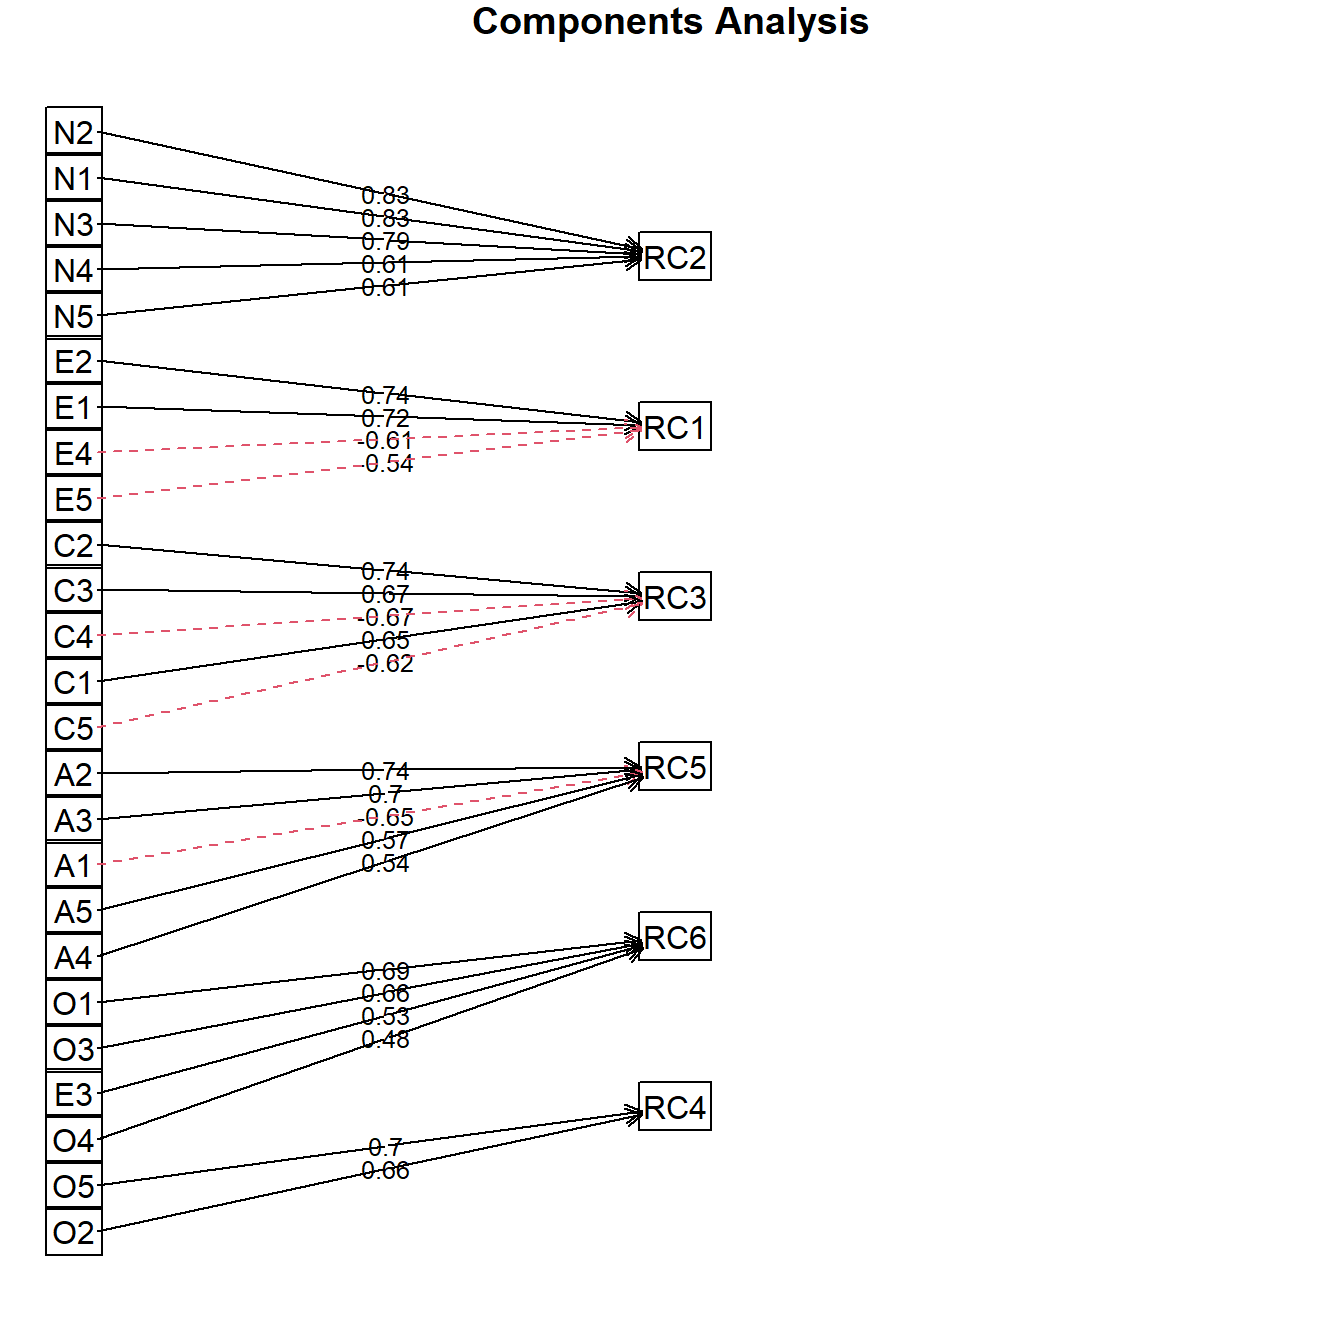 Components Analysis
N2
N1
N3
N4
N5
E2
E1
E4
E5
C2
C3
C4
C1
C5
A2
A3
A1
A5
A4
O1
O3
E3
O4
O5
O2
0.83
0.83
0.79
0.61
0.61
0.74
0.72
-0.61
-0.54
0.74
0.67
-0.67
0.65
-0.62
0.74
0.7
-0.65
0.57
0.54
0.69
0.66
0.53
0.48
0.7
0.66
RC2
RC1
RC3
RC5
RC6
RC4